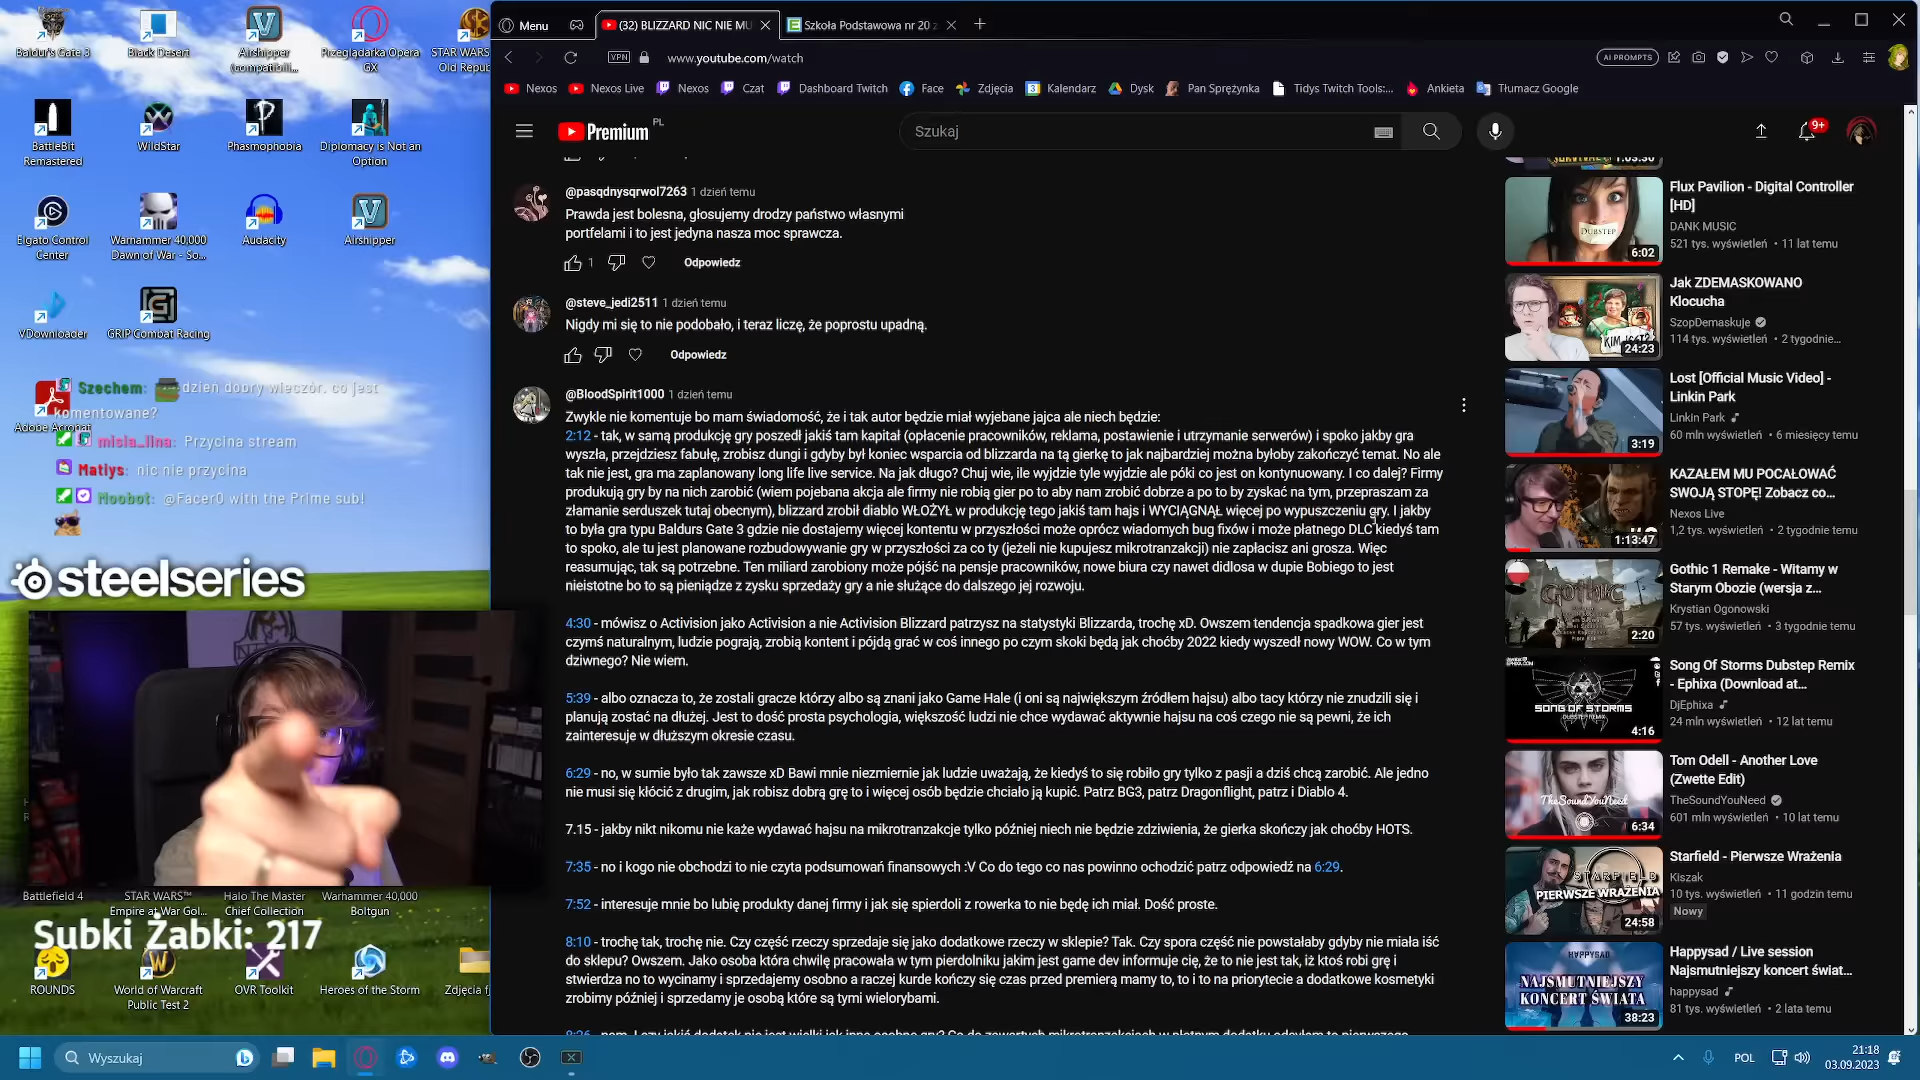 Menu
(32) BLIZZARD NIC NIE MU
Szkoła Podstawowa nr 20 z
VPN
www.youtube.com/watch
AI PROMPTS
Nexos
Nexos Live
Nexos
Czat
Dashboard Twitch
Face
Zdjęcia
Kalendarz
Dysk
Pan Sprężynka
Tidys Twitch Tools:...
Ankieta
Tłumacz Google
Premium PL
Szukaj
9+
@pasqdnysqrwol7263 1 dzień temu
Prawda jest bolesna, głosujemy drodzy państwo własnymi
portfelami i to jest jedyna nasza moc sprawcza.
1
Odpowiedz
@steve_jedi2511 1 dzień temu
Nigdy mi się to nie podobało, i teraz liczę, że poprostu upadną.
Odpowiedz
@BloodSpirit1000 1 dzień temu
Zwykle nie komentuje bo mam świadomość, że i tak autor będzie miał wyjebane jajca ale niech będzie:
2:12 - tak, w samą produkcję gry poszedł jakiś tam kapitał (opłacenie pracowników, reklama, postawienie i utrzymanie serwerów) i spoko jakby gra
wyszła, przejdziesz fabułę, zrobisz dungi i gdyby był koniec wsparcia od blizzarda na tą gierkę to jak najbardziej można byłoby zakończyć temat. No ale
tak nie jest, gra ma zaplanowany long life live service. Na jak długo? Chuj wie, ile wyjdzie tyle wyjdzie ale póki co jest on kontynuowany. I co dalej? Firmy
produkują gry by na nich zarobić (wiem pojebana akcja ale firmy nie robią gier po to aby nam zrobić dobrze a po to by zyskać na tym, przepraszam za
złamanie serduszek tutaj obecnym), blizzard zrobił diablo WŁOŻYŁ w produkcję tego jakiś tam hajs i WYCIĄGNĄŁ więcej po wypuszczeniu gry. I jakby
to była gra typu Baldurs Gate 3 gdzie nie dostajemy więcej kontentu w przyszłości może oprócz wiadomych bug fixów i może płatnego DLC kiedyś tam
to spoko, ale tu jest planowane rozbudowywanie gry w przyszłości za co ty (jeżeli nie kupujesz mikrotranzakcji) nie zapłacisz ani grosza. Więc
reasumując, tak są potrzebne. Ten miliard zarobiony może pójść na pensje pracowników, nowe biura czy nawet didlosa w dupie Bobiego to jest
nieistotne bo to są pieniądze z zysku sprzedaży gry a nie służące do dalszego jej rozwoju.
4:30 - mówisz o Activision jako Activision a nie Activision Blizzard patrzysz na statystyki Blizzarda, trochę xD. Owszem tendencja spadkowa gier jest
czymś naturalnym, ludzie pograją, zrobią kontent i pójdą grać w coś innego po czym skoki będą jak choćby 2022 kiedy wyszedł nowy WOW. Co w tym
dziwnego? Nie wiem.
5:39 - albo oznacza to, że zostali gracze którzy albo są znani jako Game Hale (i oni są największym źródłem hajsu) albo tacy którzy nie znudzili się i
planują zostać na dłużej. Jest to dość prosta psychologia, większość ludzi nie chce wydawać aktywnie hajsu na coś czego nie są pewni, że ich
zainteresuje w dłuższym okresie czasu.
6:29 - no, w sumie było tak zawsze xD Bawi mnie niezmiernie jak ludzie uważają, że kiedyś to się robiło gry tylko z pasji a dziś chcą zarobić. Ale jedno
nie musi się kłócić z drugim, jak robisz dobrą grę to i więcej osób będzie chciało ją kupić. Patrz BG3, patrz Dragonflight, patrz i Diablo 4.
7.15 - jakby nikt nikomu nie każe wydawać hajsu na mikrotranzakcje tylko później niech nie będzie zdziwienia, że gierka skończy jak choćby HOTS.
7:35 - no i kogo nie obchodzi to nie czyta podsumowań finansowych :V Co do tego co nas powinno ochodzić patrz odpowiedź na 6:29.
7:52 - interesuje mnie bo lubię produkty danej firmy i jak się spierdoli z rowerka to nie będę ich miał. Dość proste.
8:10 - trochę tak, trochę nie. Czy część rzeczy sprzedaje się jako dodatkowe rzeczy w sklepie? Tak. Czy spora część nie powstałaby gdyby nie miała iść
do sklepu? Owszem. Jako osoba która chwilę pracowała w tym pierdolniku jakim jest game dev informuje cię, że to nie jest tak, iż ktoś robi grę i
stwierdza no to wycinamy i sprzedajemy osobno a raczej kurde kończy się czas przed premierą mamy to, to i to na priorytecie a dodatkowe kosmetyki
zrobimy później i sprzedamy je osobą które są tymi wielorybami.
1:03:30
Flux Pavilion - Digital Controller
[HD]
DANK MUSIC
521 tys. wyświetleń • 11 lat temu
DUBSTEP
6:02
Jak ZDEMASKOWANO
Klocucha
SzopDemaskuje
114 tys. wyświetleń • 2 tygodnie...
KIM JEST?
24:23
Lost [Official Music Video] -
Linkin Park
Linkin Park
60 mln wyświetleń • 6 miesięcy temu
3:19
KAZAŁEM MU POCAŁOWAĆ
SWOJĄ STOPĘ! Zobacz co...
Nexos Live
1,2 tys. wyświetleń • 2 tygodnie temu
1:13:47
Gothic 1 Remake - Witamy w
Starym Obozie (wersja z...
Krystian Ogonowski
57 tys. wyświetleń • 3 tygodnie temu
GOTHIC
2:20
Song Of Storms Dubstep Remix
- Ephixa (Download at...
DjEphixa
24 mln wyświetleń • 12 lat temu
SONG OF STORMS
4:16
Tom Odell - Another Love
(Zwette Edit)
TheSoundYouNeed
601 mln wyświetleń • 10 lat temu
TheSoundYouNeed
6:34
Starfield - Pierwsze Wrażenia
Kiszak
10 tys. wyświetleń • 11 godzin temu
Nowy
STARFIELD
PIERWSZE WRAŻENIA
24:58
Happysad / Live session
Najsmutniejszy koncert świat...
happysad
81 tys. wyświetleń • 2 lata temu
HAPPYSAD
NAJSMUTNIEJSZY
KONCERT ŚWIATA
38:23
Baldur's Gate 3
Black Desert
Airshipper
(compatibili...
Przeglądarka Opera
GX
STAR WARS
Old Repub
BattleBit
Remastered
WildStar
Phasmophobia
Diplomacy is Not an
Option
Elgato Control
Center
Warhammer 40,000
Dawn of War - So...
Audacity
Airshipper
VDownloader
GRIP Combat Racing
Adobe Acrobat
Szechem: dzien dobry wieczór. co jest
komentowane?
misia_lina: Przycina stream
Matiys: nic nie przycina
Moobot: @Facer0 with the Prime sub!
steelseries
Battlefield 4
STAR WARS™
Empire at War Gol...
Halo The Master
Chief Collection
Warhammer 40,000
Boltgun
Subki Żabki: 217
ROUNDS
World of Warcraft
Public Test 2
OVR Toolkit
Heroes of the Storm
Zdjęcia f
Wyszukaj
POL
21:18
03.09.2023